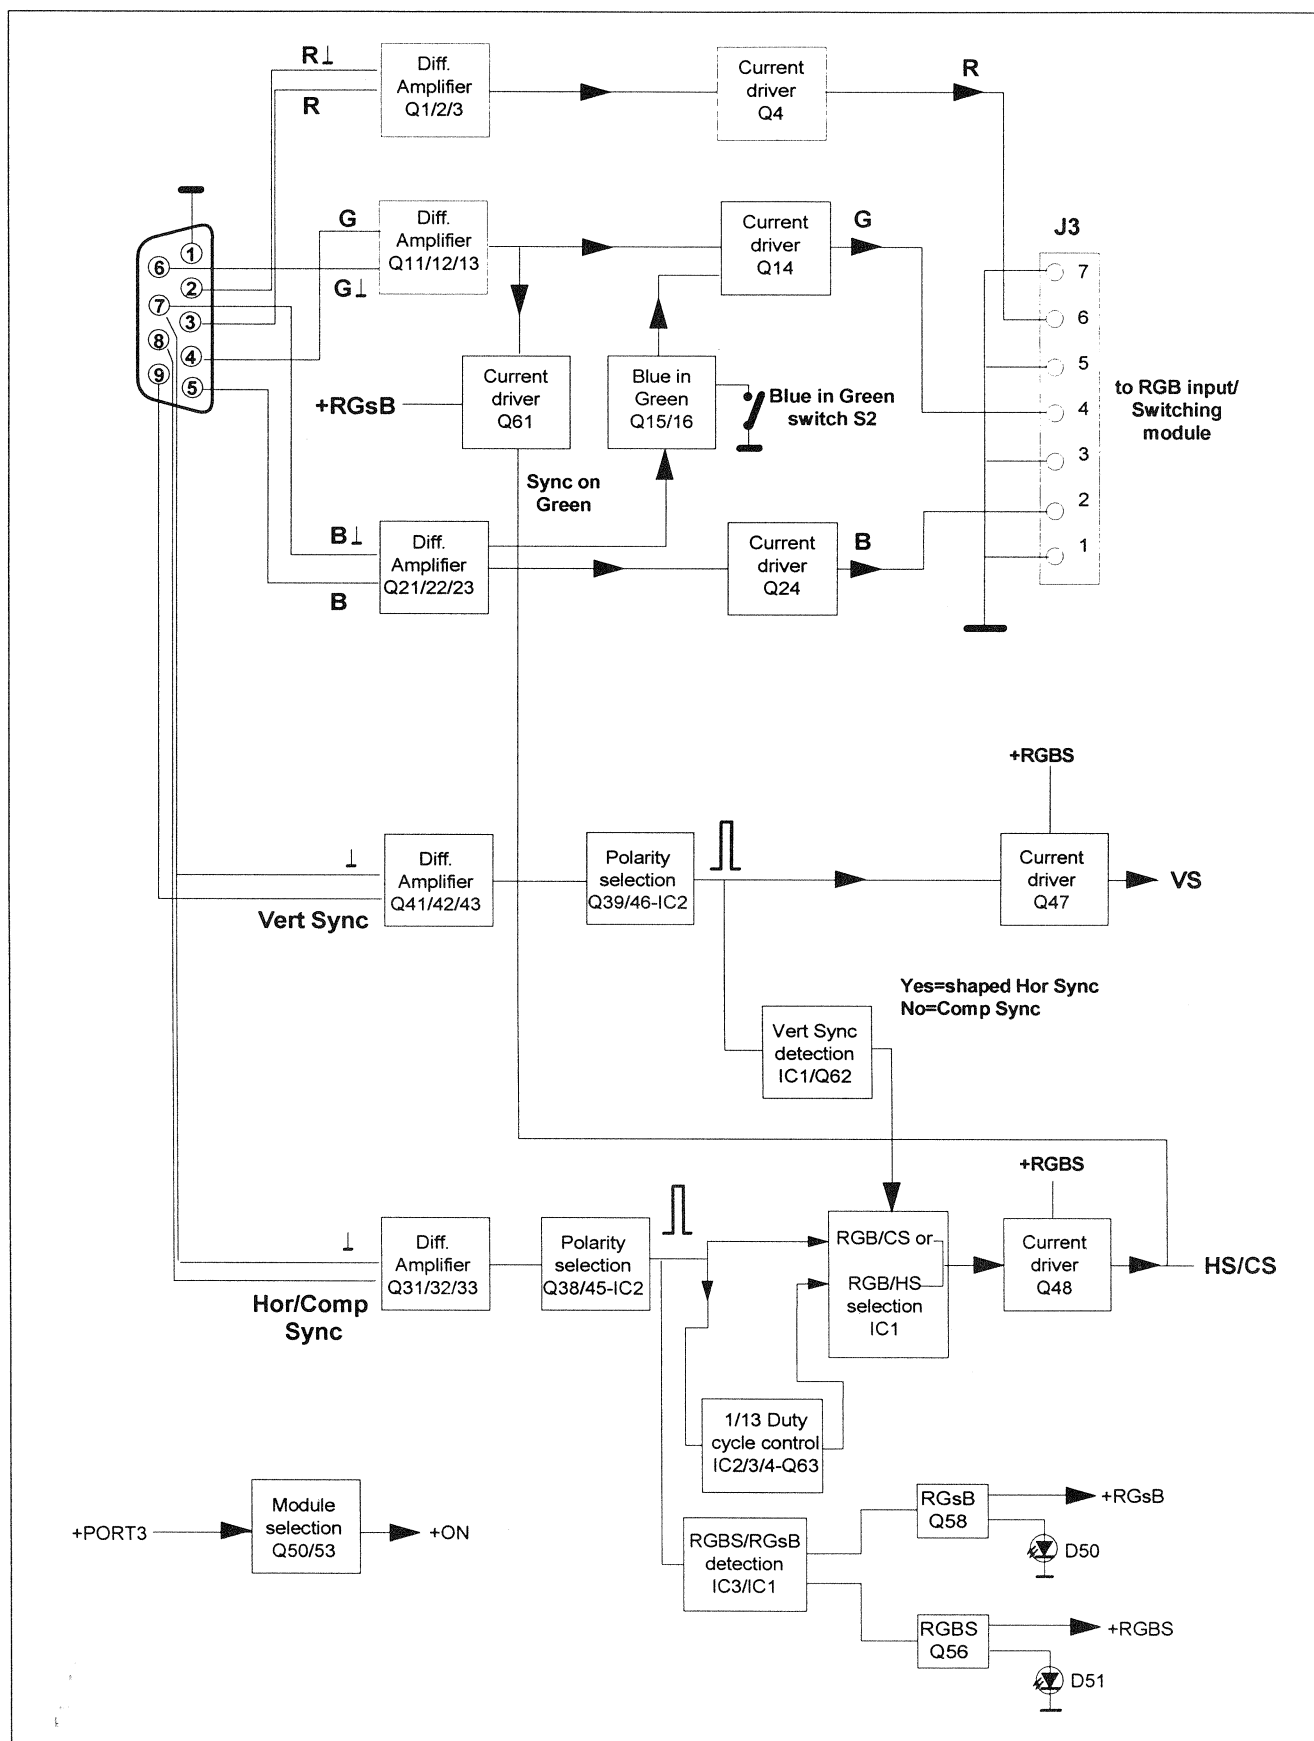 R⊥
R
Diff.
Amplifier
Q1/2/3
Current
driver
Q4
R
G
G⊥
Diff.
Amplifier
Q11/12/13
Current
driver
Q14
G
J3
1
6
2
7
3
8
4
9
5
7
6
5
4
3
2
1
to RGB input/
Switching
module
+RGsB
Current
driver
Q61
Blue in
Green
Q15/16
Blue in Green
switch S2
Sync on
Green
B⊥
B
Diff.
Amplifier
Q21/22/23
Current
driver
Q24
B
+RGBS
⊥
Vert Sync
Diff.
Amplifier
Q41/42/43
Polarity
selection
Q39/46-IC2
Current
driver
Q47
VS
Yes=shaped Hor Sync
No=Comp Sync
Vert Sync
detection
IC1/Q62
+RGBS
⊥
Hor/Comp
Sync
Diff.
Amplifier
Q31/32/33
Polarity
selection
Q38/45-IC2
RGB/CS or
RGB/HS
selection
IC1
Current
driver
Q48
HS/CS
1/13 Duty
cycle control
IC2/3/4-Q63
+PORT3
Module
selection
Q50/53
+ON
RGBS/RGsB
detection
IC3/IC1
RGsB
Q58
+RGsB
D50
RGBS
Q56
+RGBS
D51